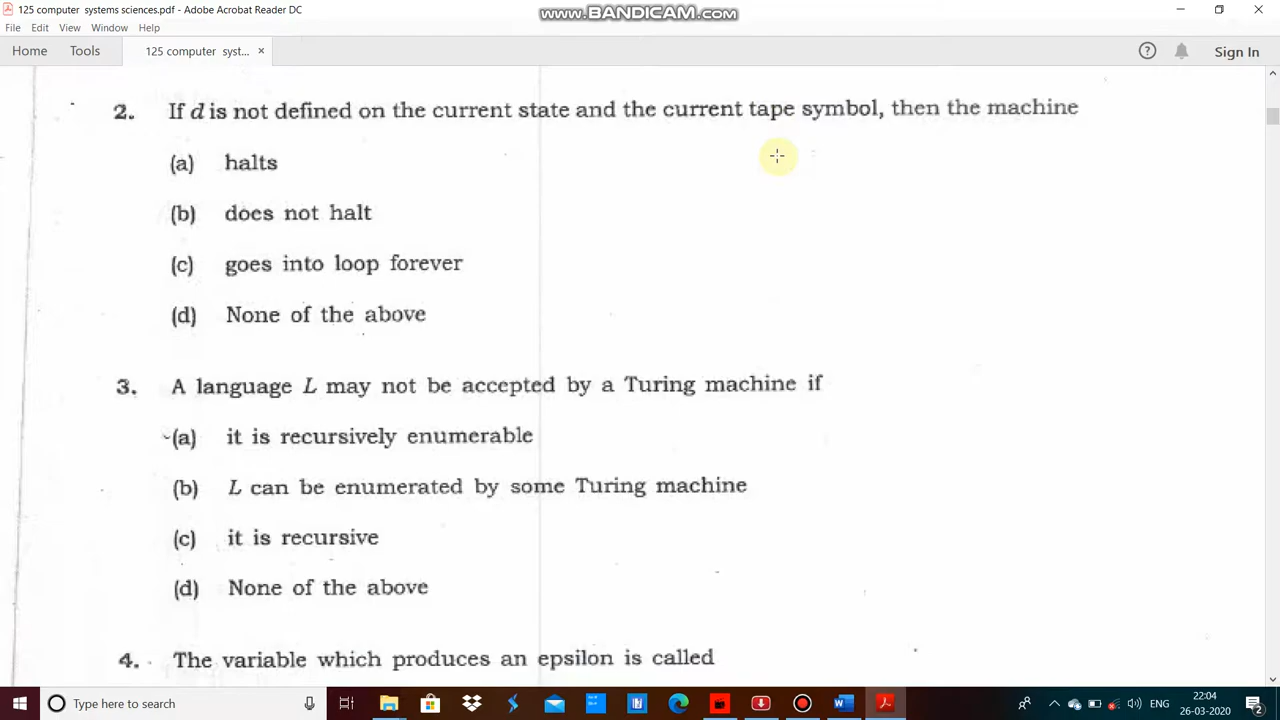 125 computer systems sciences.pdf - Adobe Acrobat Reader DC
www.BANDICAM.com
File Edit View Window Help
Home Tools 125 computer syst... × Sign In
2. If d is not defined on the current state and the current tape symbol, then the machine
(a) halts
(b) does not halt
(c) goes into loop forever
(d) None of the above
3. A language L may not be accepted by a Turing machine if
(a) it is recursively enumerable
(b) L can be enumerated by some Turing machine
(c) it is recursive
(d) None of the above
4. The variable which produces an epsilon is called
Type here to search
ENG
22:04
26-03-2020
2